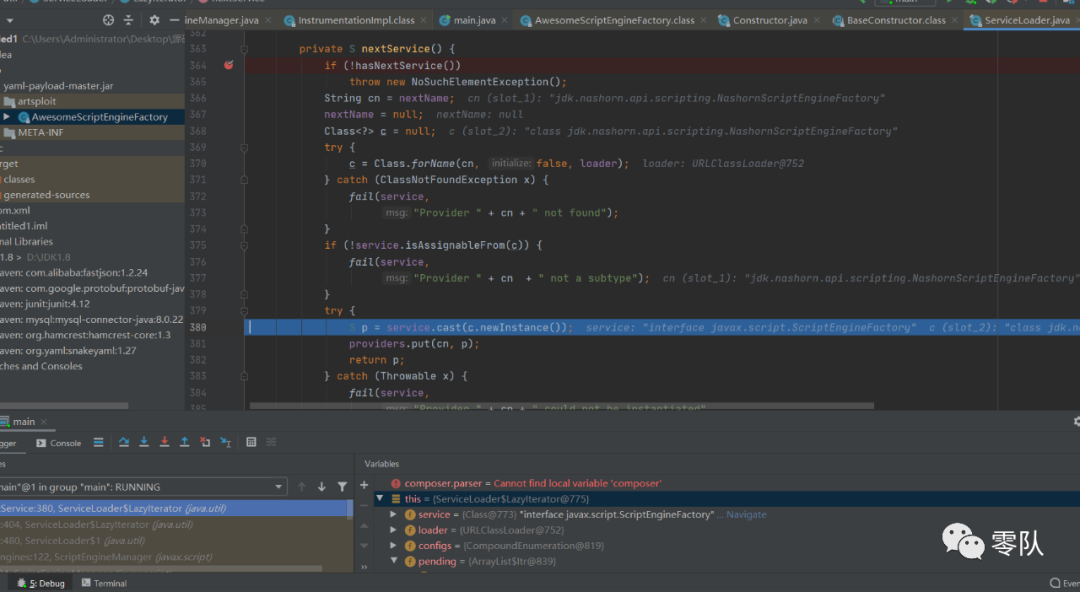 ineManager.java × InstrumentationImpl.class × main.java × AwesomeScriptEngineFactory.class × Constructor.java × BaseConstructor.class × ServiceLoader.java ×
C:\Users\Administrator\Desktop\
yaml-payload-master.jar
artsploit
AwesomeScriptEngineFactory
META-INF
classes
generated-sources
om.xml
ntitled1.iml
nal Libraries
1.8 > D:\JDK1.8
aven: com.alibaba:fastjson:1.2.24
aven: com.google.protobuf:protobuf-jav
aven: junit:junit:4.12
aven: mysql:mysql-connector-java:8.0.22
aven: org.hamcrest:hamcrest-core:1.3
aven: org.yaml:snakeyaml:1.27
ches and Consoles
362
363 private S nextService() {
364 if (!hasNextService())
365 throw new NoSuchElementException();
366 String cn = nextName; cn (slot_1): "jdk.nashorn.api.scripting.NashornScriptEngineFactory"
367 nextName = null; nextName: null
368 Class<?> c = null; c (slot_2): "class jdk.nashorn.api.scripting.NashornScriptEngineFactory"
369 try {
370 c = Class.forName(cn, initialize: false, loader); loader: URLClassLoader@752
371 } catch (ClassNotFoundException x) {
372 fail(service,
373 msg: "Provider " + cn + " not found");
374 }
375 if (!service.isAssignableFrom(c)) {
376 fail(service,
377 msg: "Provider " + cn + " not a subtype"); cn (slot_1): "jdk.nashorn.api.scripting.NashornScriptEngineFactory"
378 }
379 try {
380 S p = service.cast(c.newInstance()); service: "interface javax.script.ScriptEngineFactory" c (slot_2): "class jdk.n
381 providers.put(cn, p);
382 return p;
383 } catch (Throwable x) {
384 fail(service,
385 msg: "Provider " + cn + " could not be instantiated"
main ×
gger Console
es
main"@1 in group "main": RUNNING
Service:380, ServiceLoader$LazyIterator (java.util)
:404, ServiceLoader$LazyIterator (java.util)
:480, ServiceLoader$1 (java.util)
ngines:122, ScriptEngineManager (javax.script)
Variables
composer.parser = Cannot find local variable 'composer'
this = {ServiceLoader$LazyIterator@775}
service = {Class@773} "interface javax.script.ScriptEngineFactory" ... Navigate
loader = {URLClassLoader@752}
configs = {CompoundEnumeration@819}
pending = {ArrayList$Itr@839}
零队
5: Debug Terminal
Even